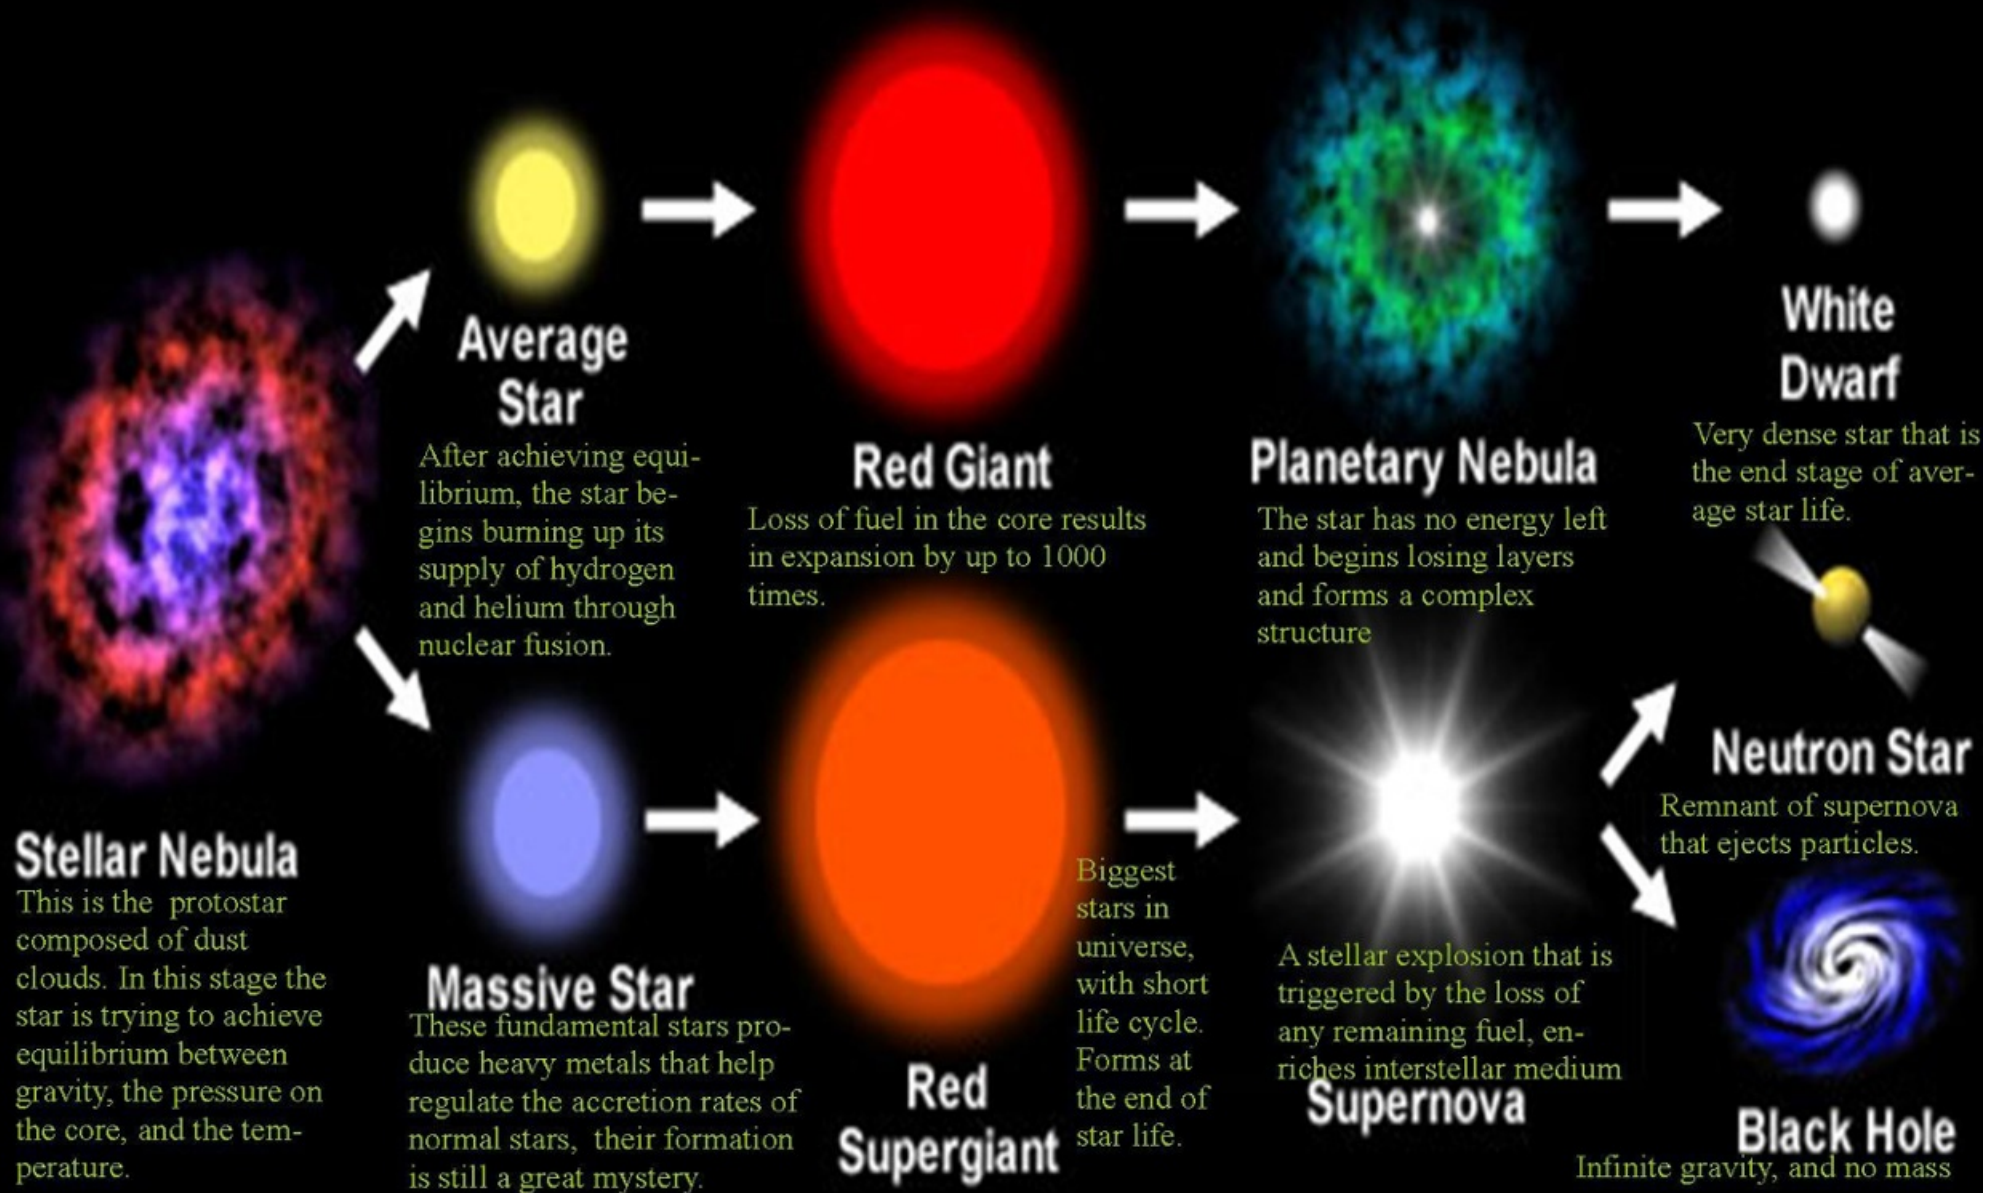 Stellar Nebula
This is the protostar
composed of dust
clouds. In this stage the
star is trying to achieve
equilibrium between
gravity, the pressure on
the core, and the tem-
perature.
Average
Star
After achieving equi-
librium, the star be-
gins burning up its
supply of hydrogen
and helium through
nuclear fusion.
Red Giant
Loss of fuel in the core results
in expansion by up to 1000
times.
Planetary Nebula
The star has no energy left
and begins losing layers
and forms a complex
structure
White
Dwarf
Very dense star that is
the end stage of aver-
age star life.
Massive Star
These fundamental stars pro-
duce heavy metals that help
regulate the accretion rates of
normal stars, their formation
is still a great mystery.
Red
Supergiant
Biggest
stars in
universe,
with short
life cycle.
Forms at
the end of
star life.
A stellar explosion that is
triggered by the loss of
any remaining fuel, en-
riches interstellar medium
Supernova
Neutron Star
Remnant of supernova
that ejects particles.
Black Hole
Infinite gravity, and no mass